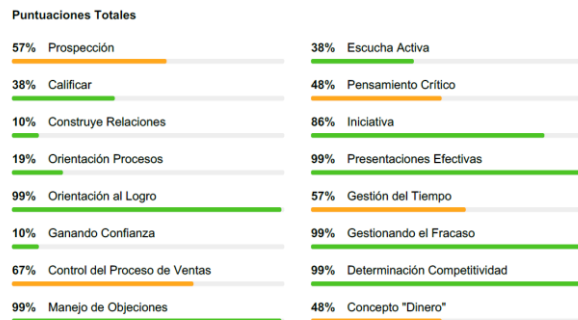 Puntuaciones Totales
57% Prospección
38% Calificar
10% Construye Relaciones
19% Orientación Procesos
99% Orientación al Logro
10% Ganando Confianza
67% Control del Proceso de Ventas
99% Manejo de Objeciones
38% Escucha Activa
48% Pensamiento Crítico
86% Iniciativa
99% Presentaciones Efectivas
57% Gestión del Tiempo
99% Gestionando el Fracaso
99% Determinación Competitividad
48% Concepto "Dinero"